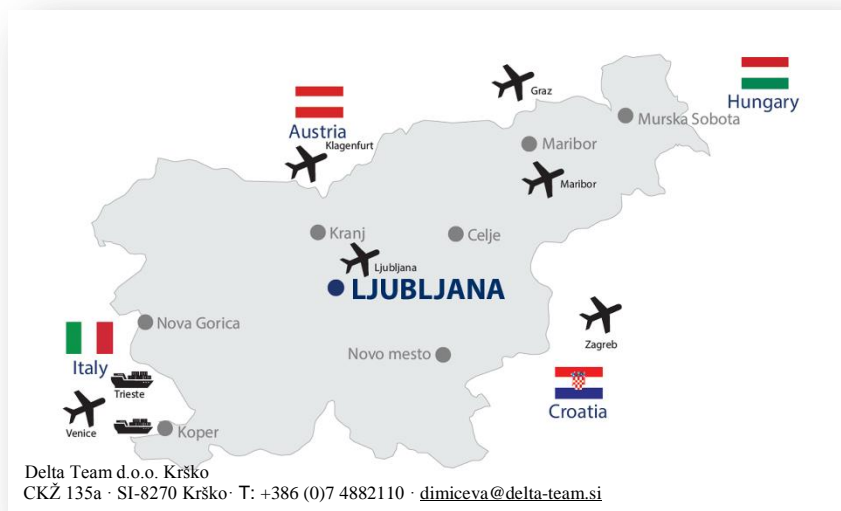 Graz
Hungary
Austria
Klagenfurt
Murska Sobota
Maribor
Maribor
Kranj
Celje
Ljubljana
LJUBLJANA
Nova Gorica
Zagreb
Novo mesto
Italy
Trieste
Croatia
Venice
Koper
Delta Team d.o.o. Krško
CKŽ 135a · SI-8270 Krško· T: +386 (0)7 4882110 · dimiceva@delta-team.si